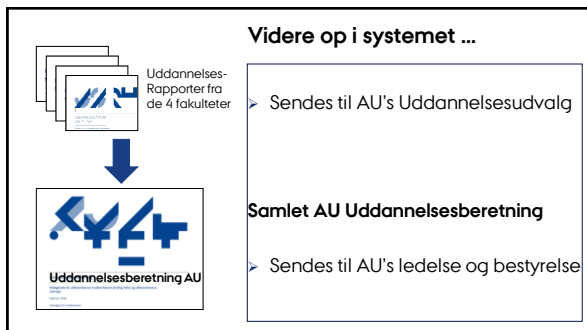 Videre op i systemet ...
Uddannelses-
Rapporter fra
de 4 fakulteter
➢ Sendes til AU's Uddannelsesudvalg
Samlet AU Uddannelsesberetning
➢ Sendes til AU's ledelse og bestyrelse
Uddannelsesberetning AU